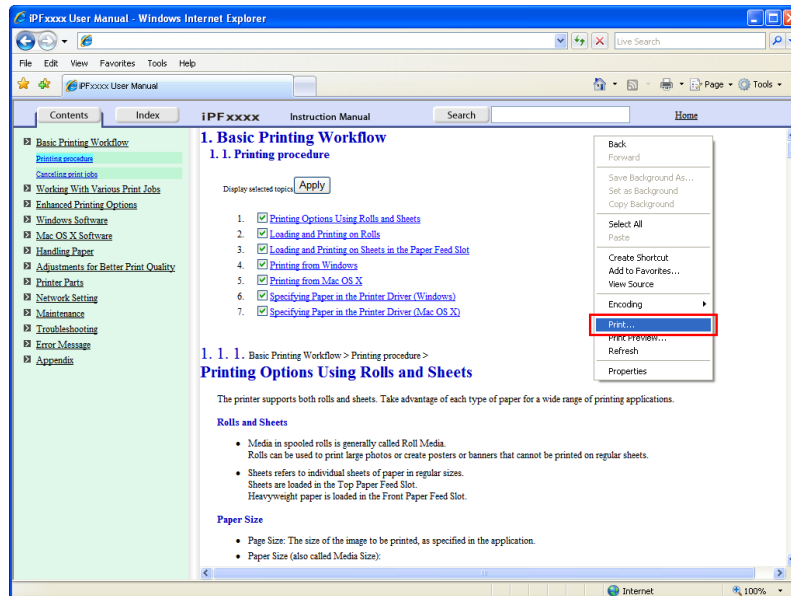 iPFxxxx User Manual - Windows Internet Explorer
Live Search
File Edit View Favorites Tools Help
iPFxxxx User Manual
Page Tools
Contents Index iPFxxxx Instruction Manual Search Home
Basic Printing Workflow
Printing procedure
Canceling print jobs
Working With Various Print Jobs
Enhanced Printing Options
Windows Software
Mac OS X Software
Handling Paper
Adjustments for Better Print Quality
Printer Parts
Network Setting
Maintenance
Troubleshooting
Error Message
Appendix
1. Basic Printing Workflow
1. 1. Printing procedure
Display selected topics Apply
1. Printing Options Using Rolls and Sheets
2. Loading and Printing on Rolls
3. Loading and Printing on Sheets in the Paper Feed Slot
4. Printing from Windows
5. Printing from Mac OS X
6. Specifying Paper in the Printer Driver (Windows)
7. Specifying Paper in the Printer Driver (Mac OS X)
1. 1. 1. Basic Printing Workflow > Printing procedure >
Printing Options Using Rolls and Sheets
The printer supports both rolls and sheets. Take advantage of each type of paper for a wide range of printing applications.
Rolls and Sheets
• Media in spooled rolls is generally called Roll Media.
Rolls can be used to print large photos or create posters or banners that cannot be printed on regular sheets.
• Sheets refers to individual sheets of paper in regular sizes.
Sheets are loaded in the Top Paper Feed Slot.
Heavyweight paper is loaded in the Front Paper Feed Slot.
Paper Size
• Page Size: The size of the image to be printed, as specified in the application.
• Paper Size (also called Media Size):
Back
Forward
Save Background As...
Set as Background
Copy Background
Select All
Paste
Create Shortcut
Add to Favorites...
View Source
Encoding
Print...
Print Preview...
Refresh
Properties
Internet 100%